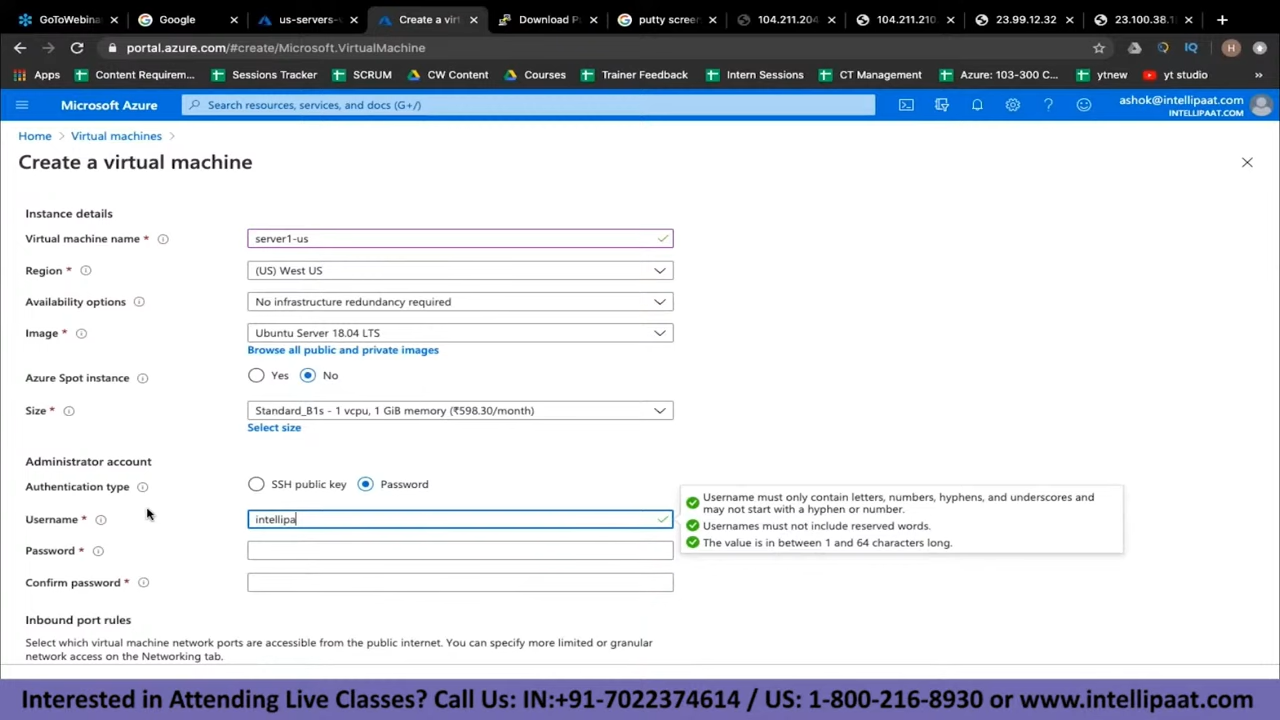 GoToWebin
Google
us-servers-
Create a virt
Download P
putty scree
104.211.204
104.211.210
23.99.12.32
23.100.38.1
portal.azure.com/#create/Microsoft.VirtualMachine
IQ
H
Apps
Content Requirem...
Sessions Tracker
SCRUM
CW Content
Courses
Trainer Feedback
Intern Sessions
CT Management
Azure: 103-300 C...
ytnew
yt studio
»
Microsoft Azure
Search resources, services, and docs (G+/)
ashok@intellipaat.com
INTELLIPAAT.COM
Home > Virtual machines >
Create a virtual machine
Instance details
Virtual machine name *
server1-us
Region *
(US) West US
Availability options
No infrastructure redundancy required
Image *
Ubuntu Server 18.04 LTS
Browse all public and private images
Azure Spot instance
Yes
No
Size *
Standard_B1s - 1 vcpu, 1 GiB memory (₹598.30/month)
Select size
Administrator account
Authentication type
SSH public key
Password
Username *
intellipa
Username must only contain letters, numbers, hyphens, and underscores and
may not start with a hyphen or number.
Usernames must not include reserved words.
The value is in between 1 and 64 characters long.
Password *
Confirm password *
Inbound port rules
Select which virtual machine network ports are accessible from the public internet. You can specify more limited or granular
network access on the Networking tab.
Interested in Attending Live Classes? Call Us: IN:+91-7022374614 / US: 1-800-216-8930 or www.intellipaat.com